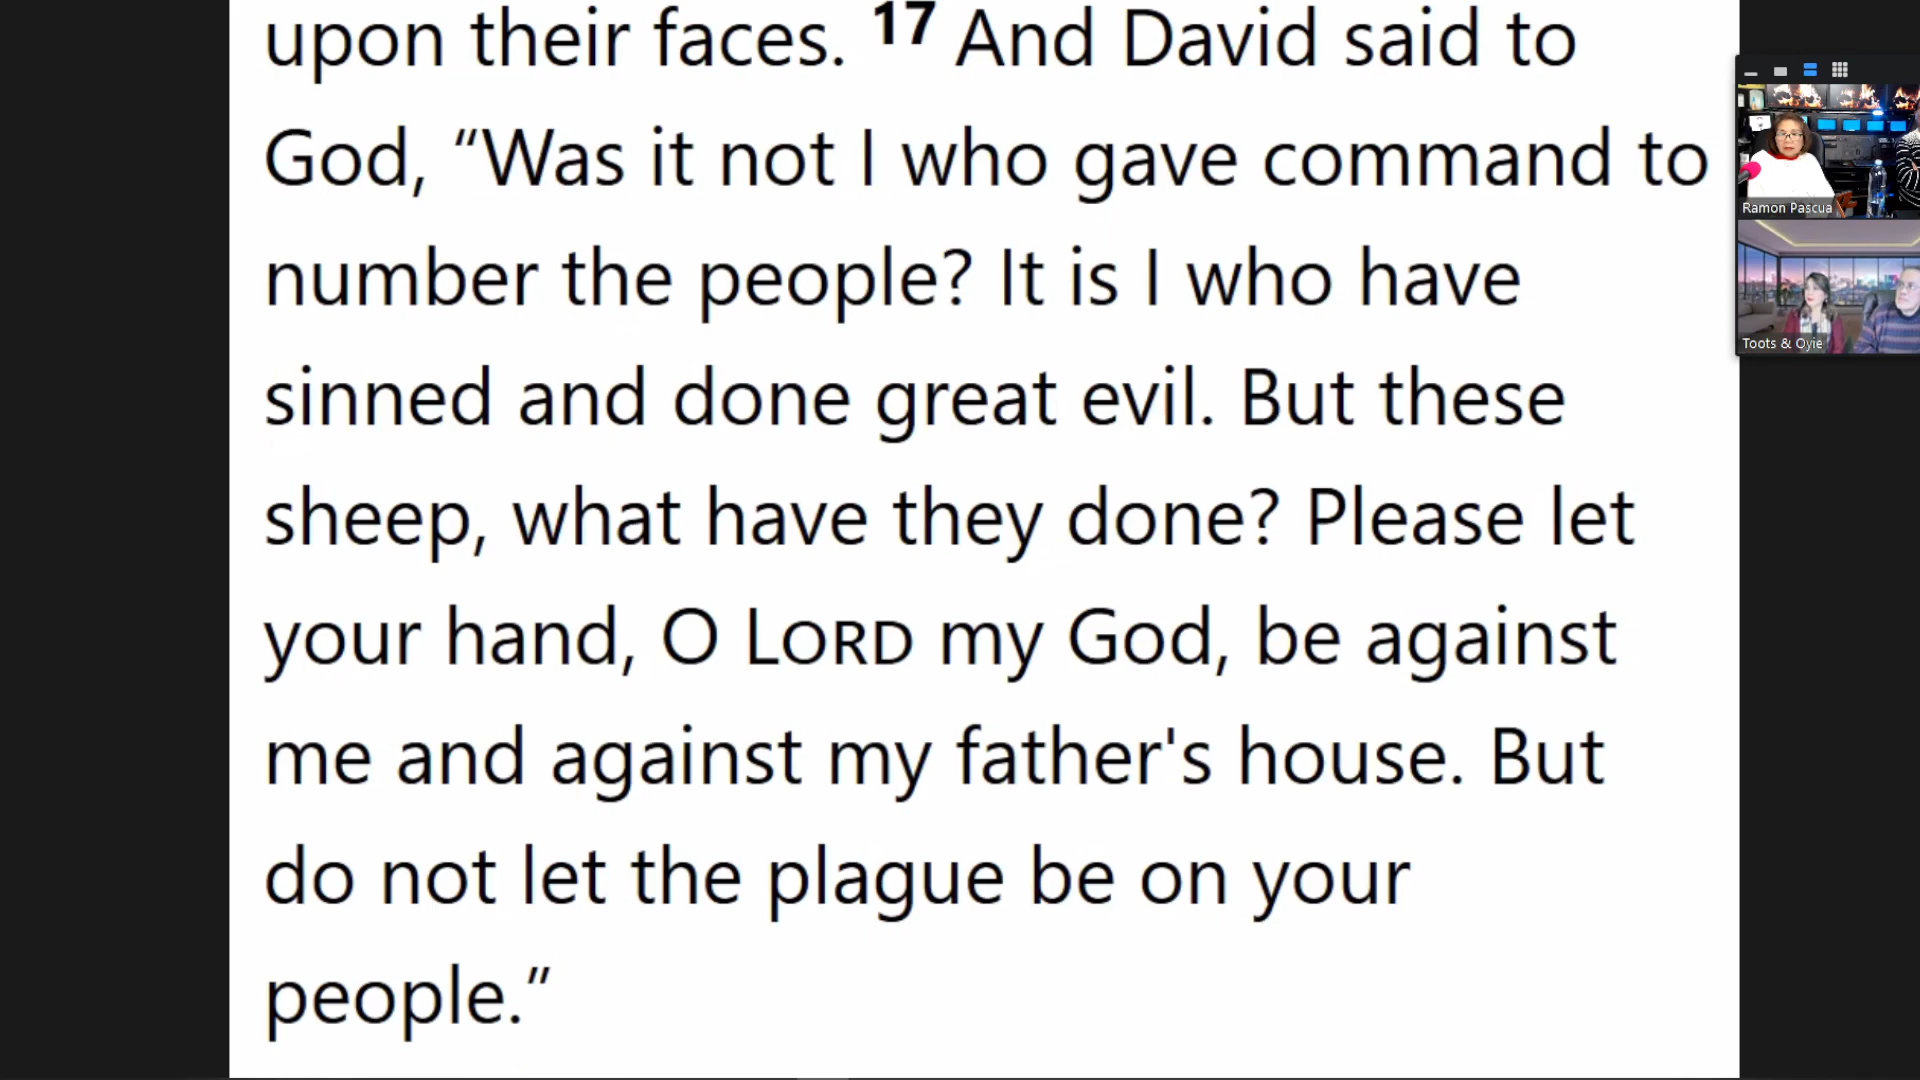 upon their faces. 17 And David said to
God, “Was it not I who gave command to
number the people? It is I who have
sinned and done great evil. But these
sheep, what have they done? Please let
your hand, O LORD my God, be against
me and against my father's house. But
do not let the plague be on your
people.”
Ramon Pascua
Toots & Oyie